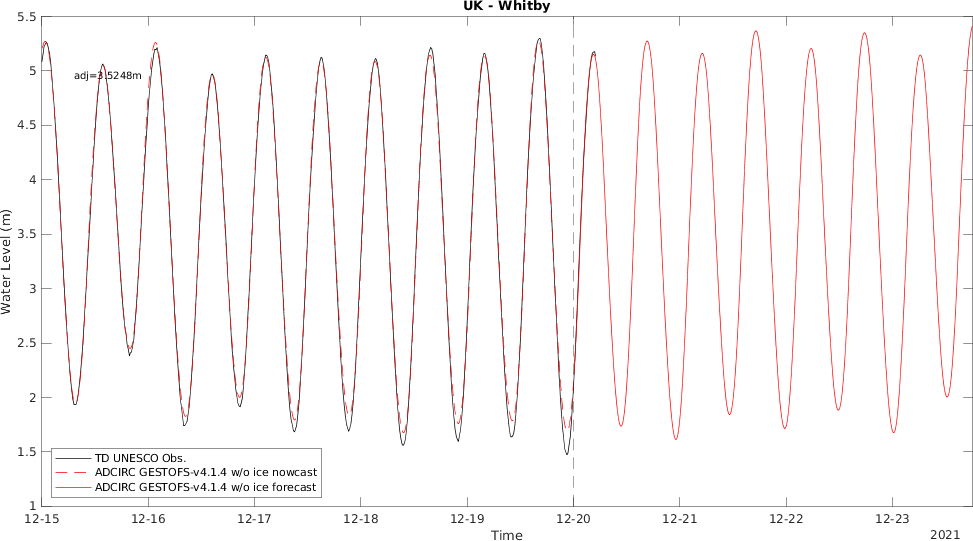 UK - Whitby
5.5
5
4.5
4
3.5
3
2.5
2
1.5
1
Water Level (m)
adj=3.5248m
TD UNESCO Obs.
ADCIRC GESTOFS-v4.1.4 w/o ice nowcast
ADCIRC GESTOFS-v4.1.4 w/o ice forecast
12-15 12-16 12-17 12-18 12-19 12-20 12-21 12-22 12-23
Time
2021